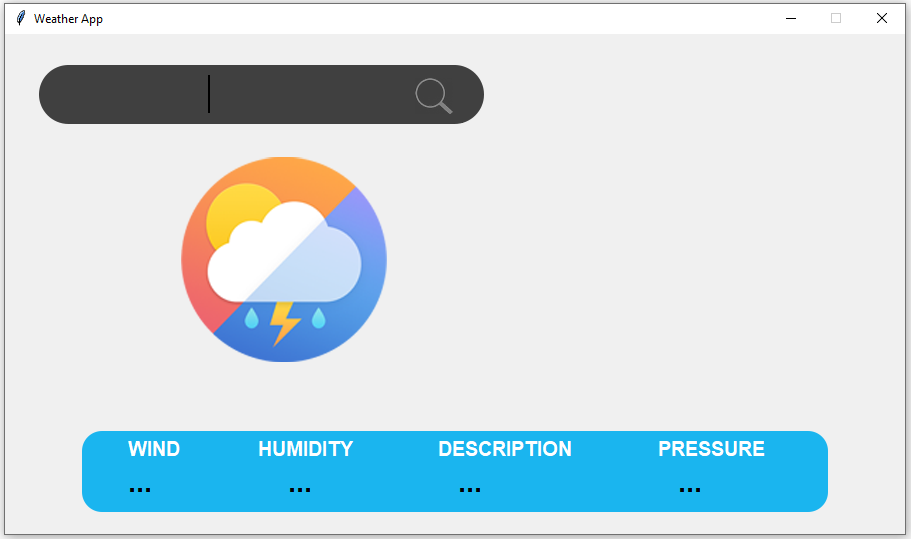 Weather App
WIND HUMIDITY DESCRIPTION PRESSURE
... ... ... ...